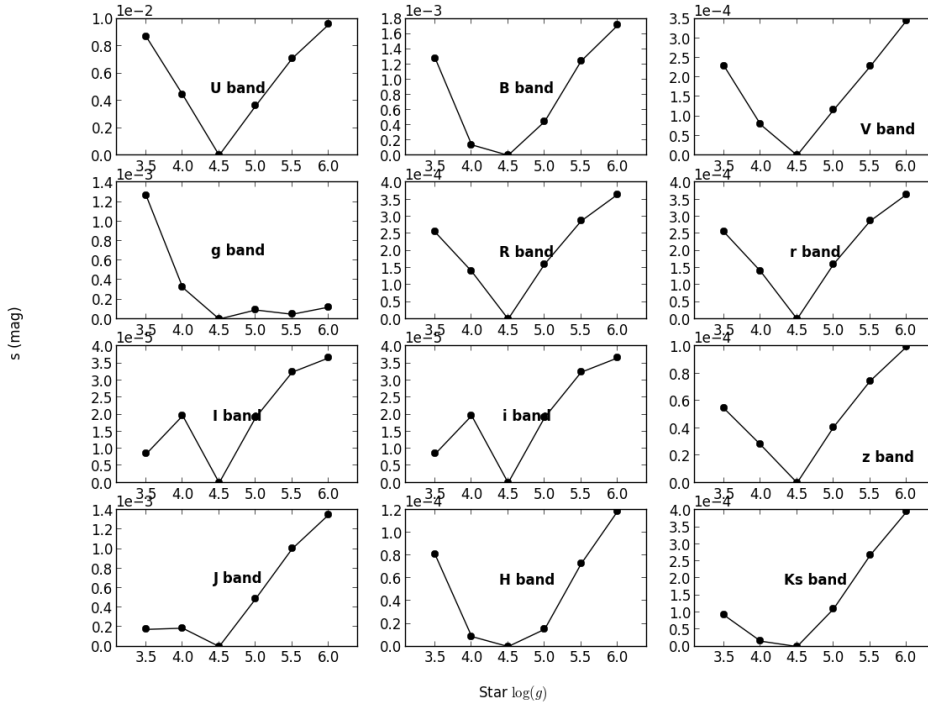 1e−2 1e−3 1e−4
1.0 1.8 3.5
0.8 1.6 3.0
0.6 1.4 2.5
0.4 1.2 2.0
0.2 1.0 1.5
0.0 0.8 1.0
0.6 0.5
0.4 0.0
0.2
0.0
U band B band V band
3.5 4.0 4.5 5.0 5.5 6.0 3.5 4.0 4.5 5.0 5.5 6.0 3.5 4.0 4.5 5.0 5.5 6.0
1e−3 1e−4 1e−4
1.4 4.0 4.0
1.2 3.5 3.5
1.0 3.0 3.0
0.8 2.5 2.5
0.6 2.0 2.0
0.4 1.5 1.5
0.2 1.0 1.0
0.0 0.5 0.5
0.0 0.0
g band R band r band
3.5 4.0 4.5 5.0 5.5 6.0 3.5 4.0 4.5 5.0 5.5 6.0 3.5 4.0 4.5 5.0 5.5 6.0
s (mag)
1e−5 1e−5 1e−4
4.0 4.0 1.0
3.5 3.5 0.8
3.0 3.0 0.6
2.5 2.5 0.4
2.0 2.0 0.2
1.5 1.5 0.0
1.0 1.0
0.5 0.5
0.0 0.0
I band i band z band
3.5 4.0 4.5 5.0 5.5 6.0 3.5 4.0 4.5 5.0 5.5 6.0 3.5 4.0 4.5 5.0 5.5 6.0
1e−3 1e−4 1e−4
1.4 1.2 4.0
1.2 1.0 3.5
1.0 0.8 3.0
0.8 0.6 2.5
0.6 0.4 2.0
0.4 0.2 1.5
0.2 0.0 1.0
0.0 0.5
0.0
J band H band Ks band
3.5 4.0 4.5 5.0 5.5 6.0 3.5 4.0 4.5 5.0 5.5 6.0 3.5 4.0 4.5 5.0 5.5 6.0
Star log(g)